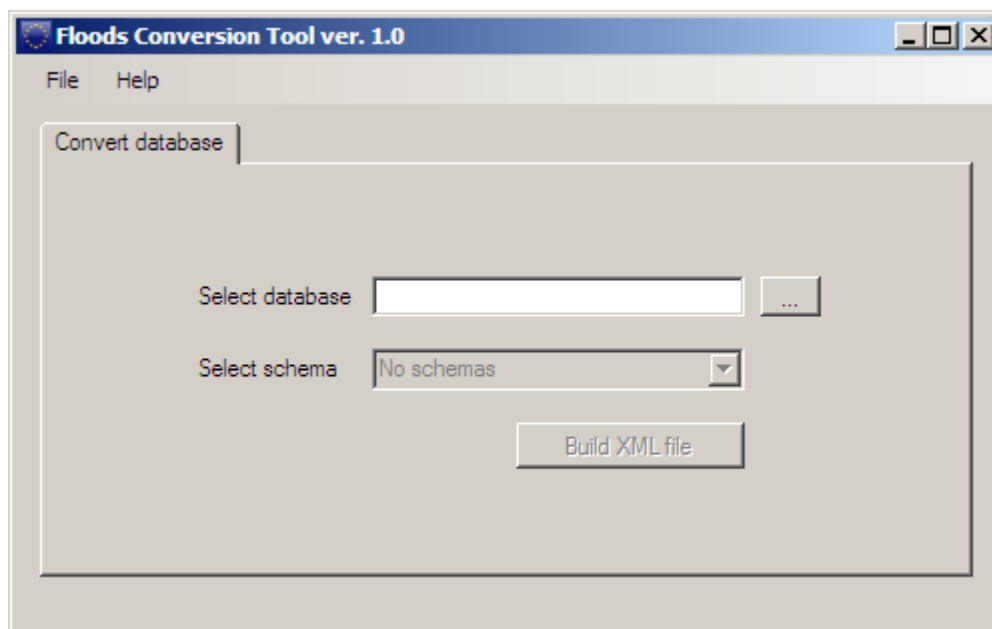 Floods Conversion Tool ver. 1.0
File Help
Convert database
Select database ...
Select schema No schemas
Build XML file